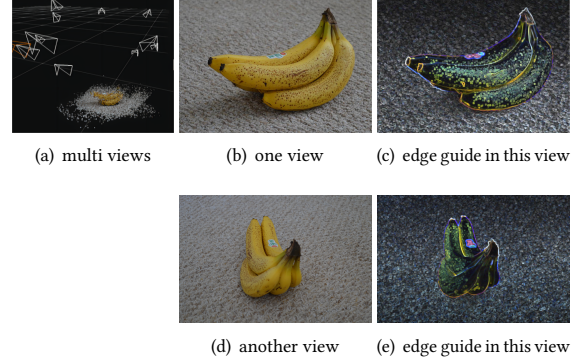 (a) multi views
(b) one view
(c) edge guide in this view
(d) another view
(e) edge guide in this view